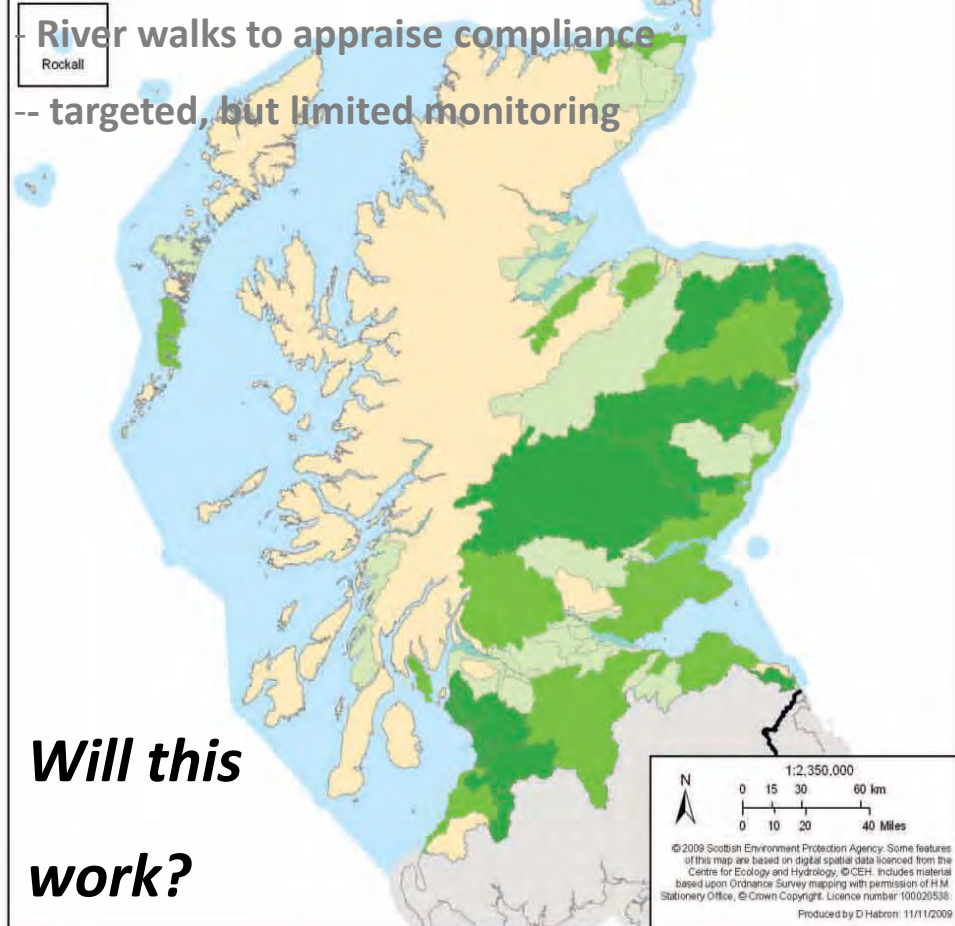 - River walks to appraise compliance
Rockall
-- targeted, but limited monitoring
Will this
work?
N
1:2,350,000
0 15 30 60 km
0 10 20 40 Miles
©2009 Scottish Environment Protection Agency. Some features
of this map are based on digital spatial data licenced from the
Centre for Ecology and Hydrology, © CEH. Includes material
based upon Ordnance Survey mapping with permission of H.M.
Stationery Office, © Crown Copyright. Licence number 100020538.
Produced by D Habron: 11/11/2009